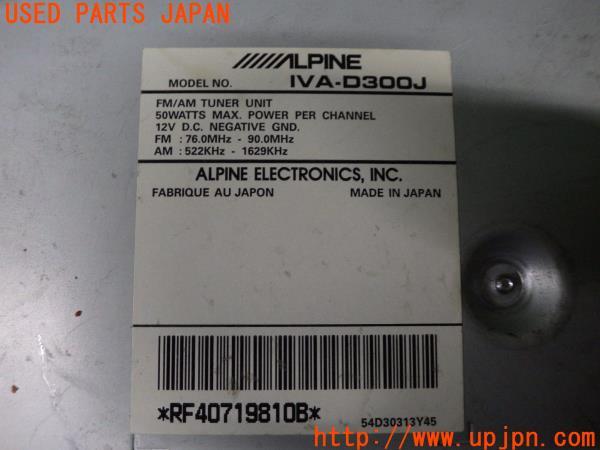 USED PARTS JAPAN
ALPINE
MODEL NO. IVA-D300J
FM/AM TUNER UNIT
50WATTS MAX. POWER PER CHANNEL
12V D.C. NEGATIVE GND.
FM : 76.0MHz - 90.0MHz
AM : 522KHz - 1629KHz
ALPINE ELECTRONICS, INC.
FABRIQUE AU JAPON MADE IN JAPAN
*RF40719810B*
54D30313Y45
http://www.upjpn.com